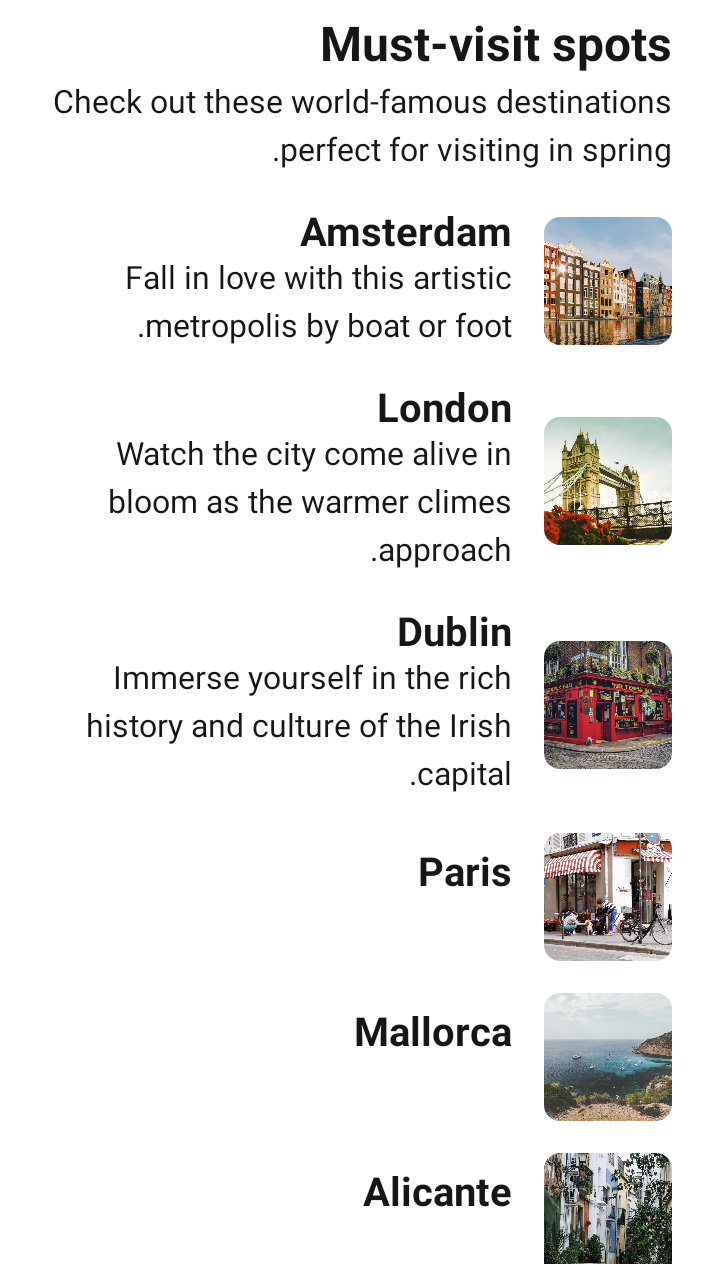 Must-visit spots
Check out these world-famous destinations
.perfect for visiting in spring
Amsterdam
Fall in love with this artistic
.metropolis by boat or foot
London
Watch the city come alive in
bloom as the warmer climes
.approach
Dublin
Immerse yourself in the rich
history and culture of the Irish
.capital
Paris
Mallorca
Alicante